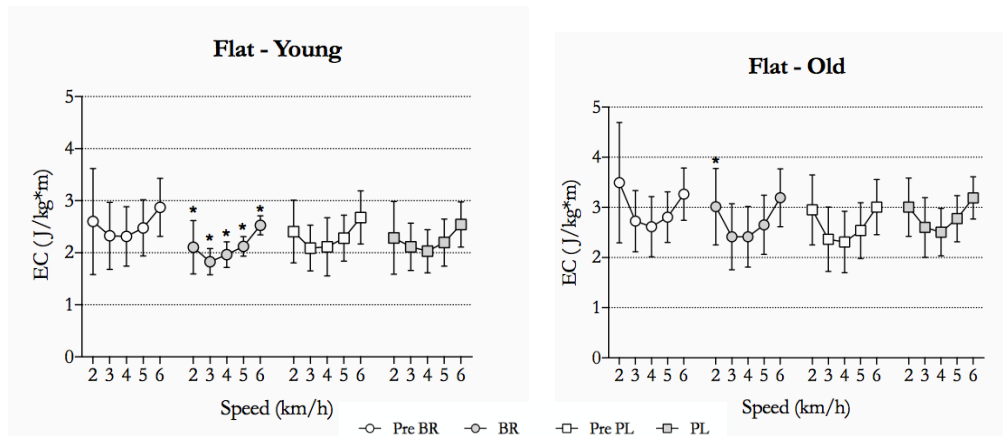 Flat - Young
EC ( J / kg*m)
5
4
3
2
1
0
* * * * *
2 3 4 5 6 2 3 4 5 6 2 3 4 5 6 2 3 4 5 6
Speed (km/h)
Flat - Old
EC ( J / kg*m)
5
4
3
2
1
0
*
2 3 4 5 6 2 3 4 5 6 2 3 4 5 6 2 3 4 5 6
Speed (km/h)
Pre BR BR Pre PL PL